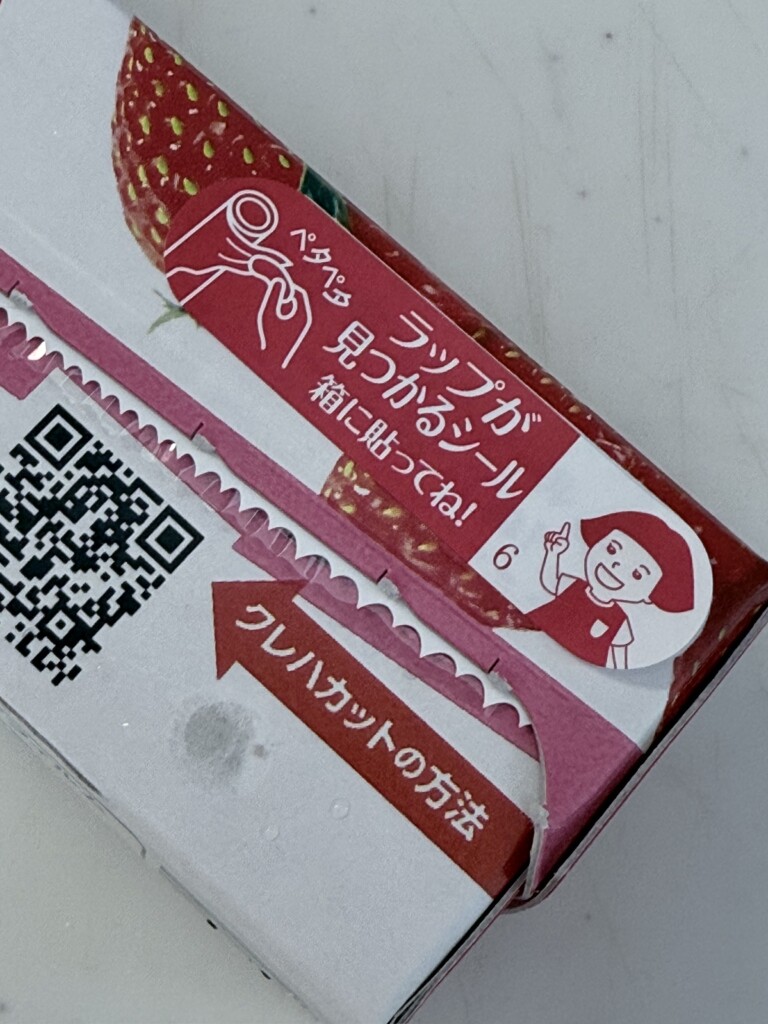 ペタペタ
ラップが
見つかるシール
箱に貼ってね!
6
クレハカットの方法